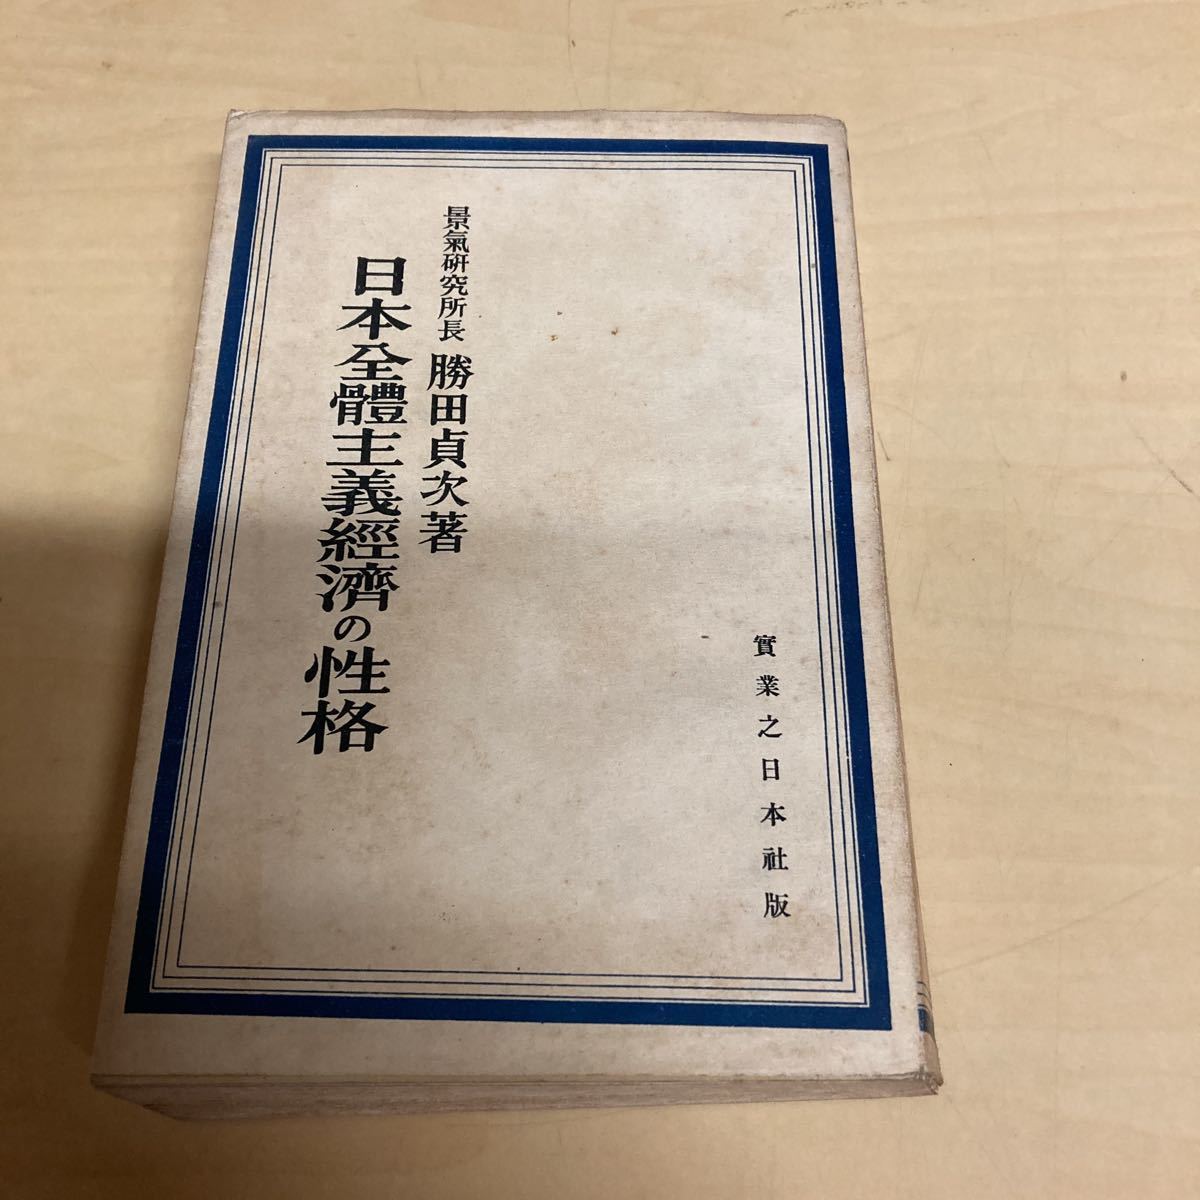 實業之日本社版
景氣研究所長 勝田貞次著
日本全體主義經濟の性格